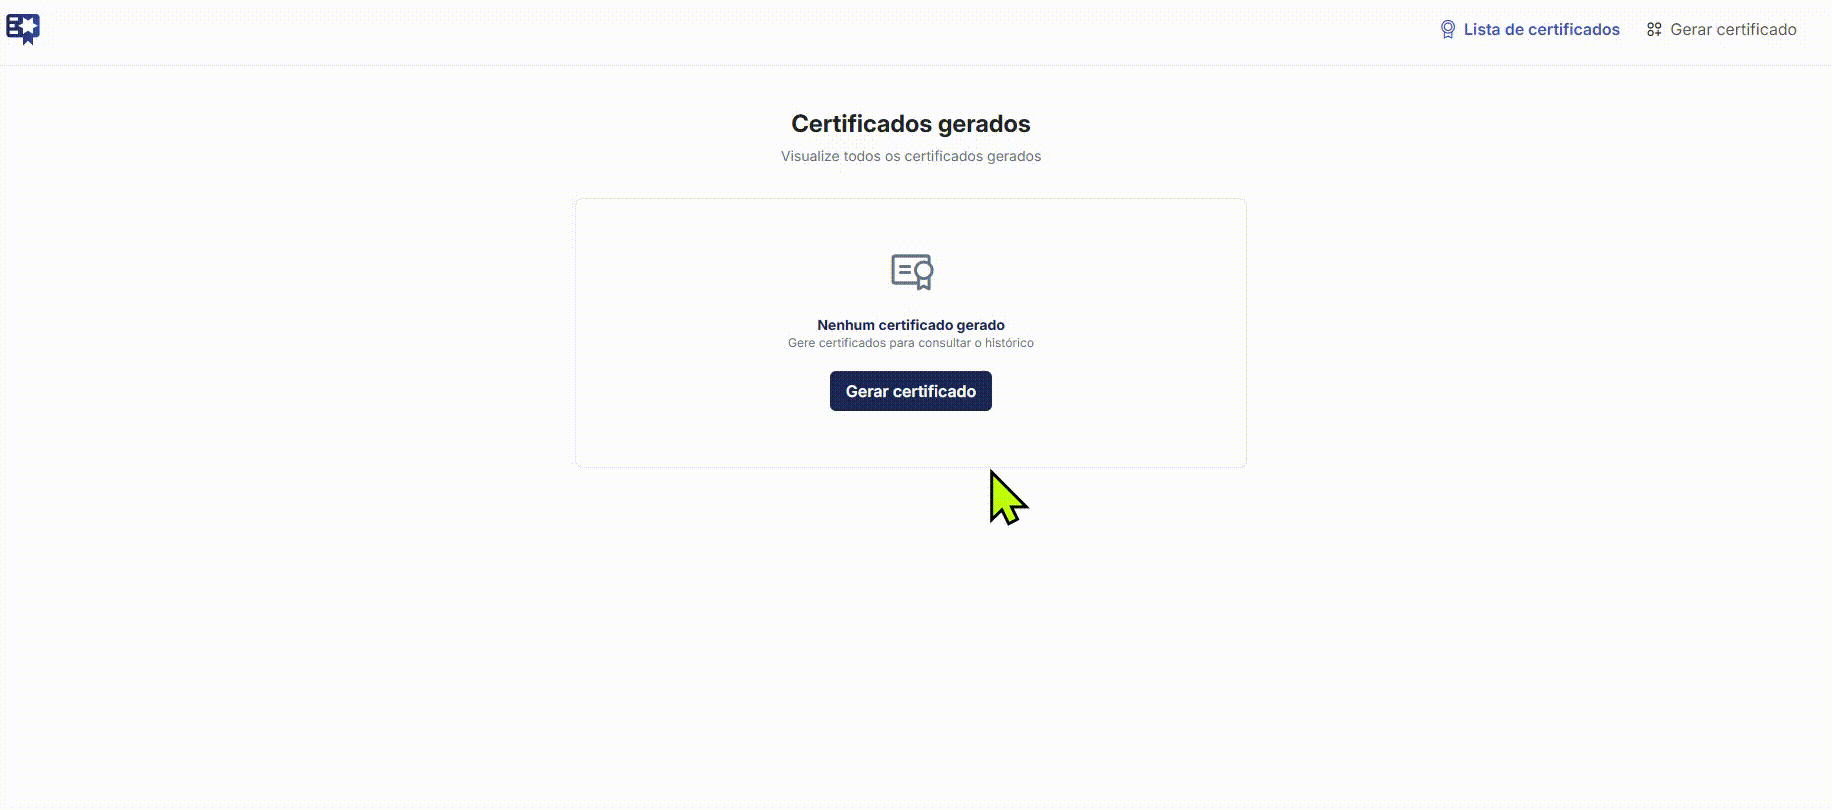 Lista de certificados
Gerar certificado
Certificados gerados
Visualize todos os certificados gerados
Nenhum certificado gerado
Gere certificados para consultar o histórico
Gerar certificado